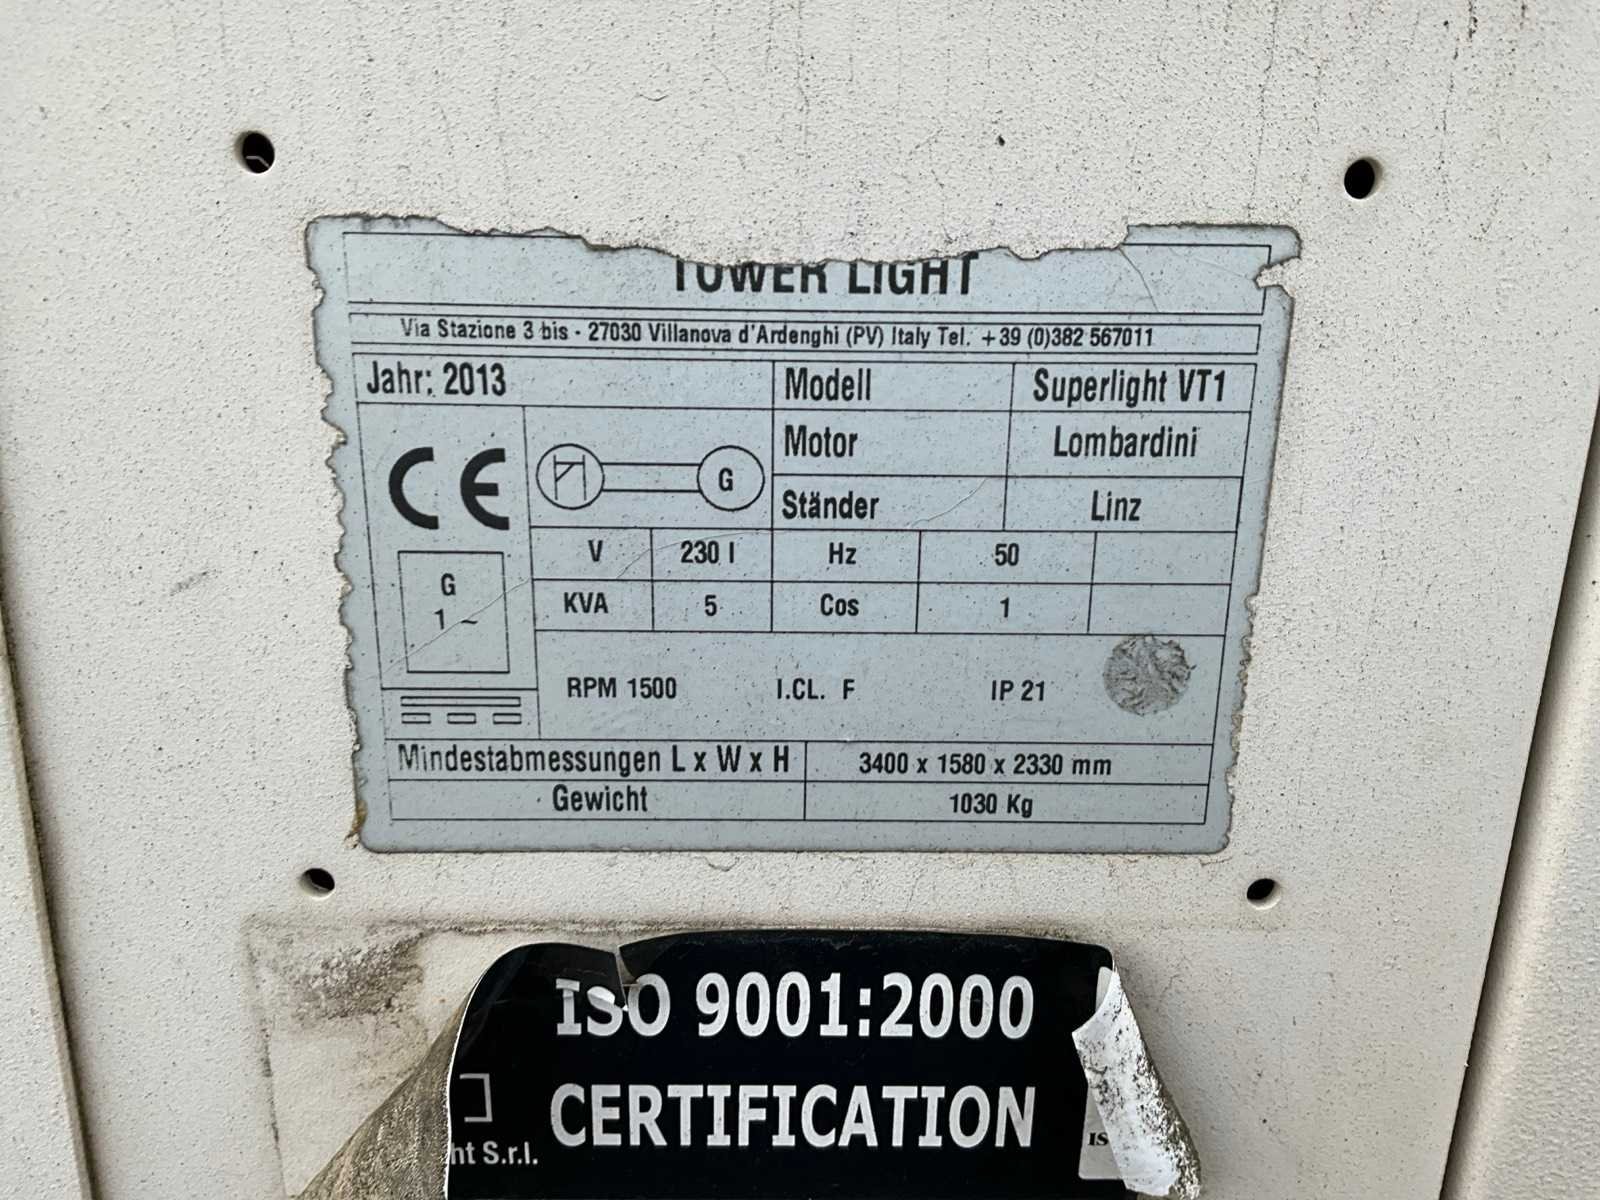 TOWER LIGHT
Via Stazione 3 bis - 27030 Villanova d'Ardenghi (PV) Italy Tel. +39 (0)382 567011
Jahr: 2013
Modell Superlight VT1
Motor Lombardini
Ständer Linz
CE
G
G
1 ~
V 230 I Hz 50
KVA 5 Cos 1
RPM 1500 I.CL. F IP 21
Mindestabmessungen L x W x H 3400 x 1580 x 2330 mm
Gewicht 1030 Kg
ISO 9001:2000
CERTIFICATION
ht S.r.l.
IS